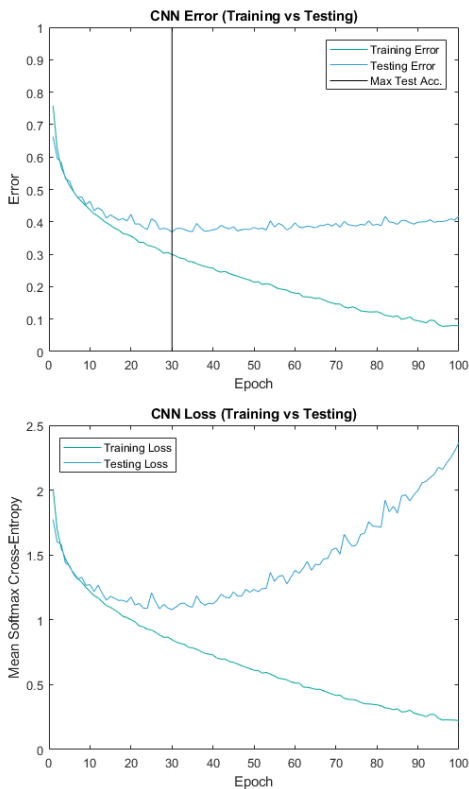 CNN Error (Training vs Testing)
1
0.9
0.8
0.7
0.6
0.5
0.4
0.3
0.2
0.1
0
Error
Training Error
Testing Error
Max Test Acc.
0 10 20 30 40 50 60 70 80 90 100
Epoch
CNN Loss (Training vs Testing)
2.5
2
1.5
1
0.5
0
Mean Softmax Cross-Entropy
Training Loss
Testing Loss
0 10 20 30 40 50 60 70 80 90 100
Epoch